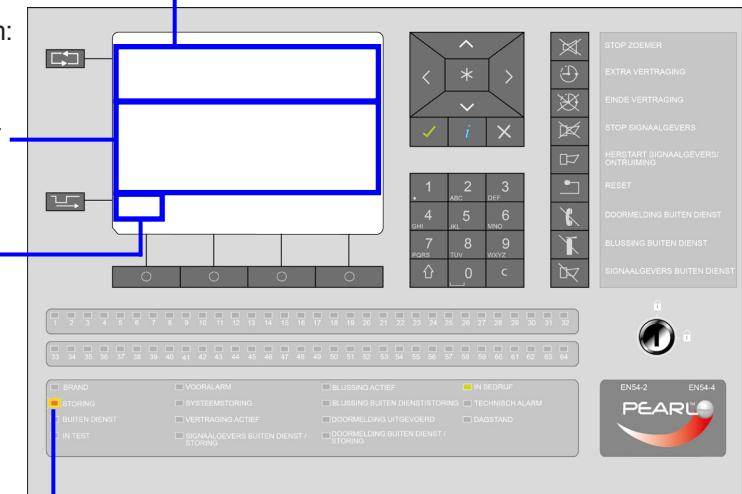 n:
STOP ZOEMER
EXTRA VERTRAGING
EINDE VERTRAGING
STOP SIGNAALGEVERS
HERSTART SIGNAALGEVERS/
ONTRUIMING
RESET
DOORMELDING BUITEN DIENST
BLUSSING BUITEN DIENST
SIGNAALGEVERS BUITEN DIENST
i
1 2 3
ABC DEF
4 5 6
GHI JKL MNO
7 8 9
PQRS TUV WXYZ
0 C
1 2 3 4 5 6 7 8 9 10 11 12 13 14 15 16 17 18 19 20 21 22 23 24 25 26 27 28 29 30 31 32
33 34 35 36 37 38 39 40 41 42 43 44 45 46 47 48 49 50 51 52 53 54 55 56 57 58 59 60 61 62 63 64
BRAND VOORALARM BLUSSING ACTIEF IN BEDRIJF
STORING SYSTEEMSTORING BLUSSING BUITEN DIENST/STORING TECHNISCH ALARM
BUITEN DIENST VERTRAGING ACTIEF DOORMELDING UITGEVOERD DAGSTAND
IN TEST SIGNAALGEVERS BUITEN DIENST / STORING DOORMELDING BUITEN DIENST / STORING
EN54-2 EN54-4
PEARL